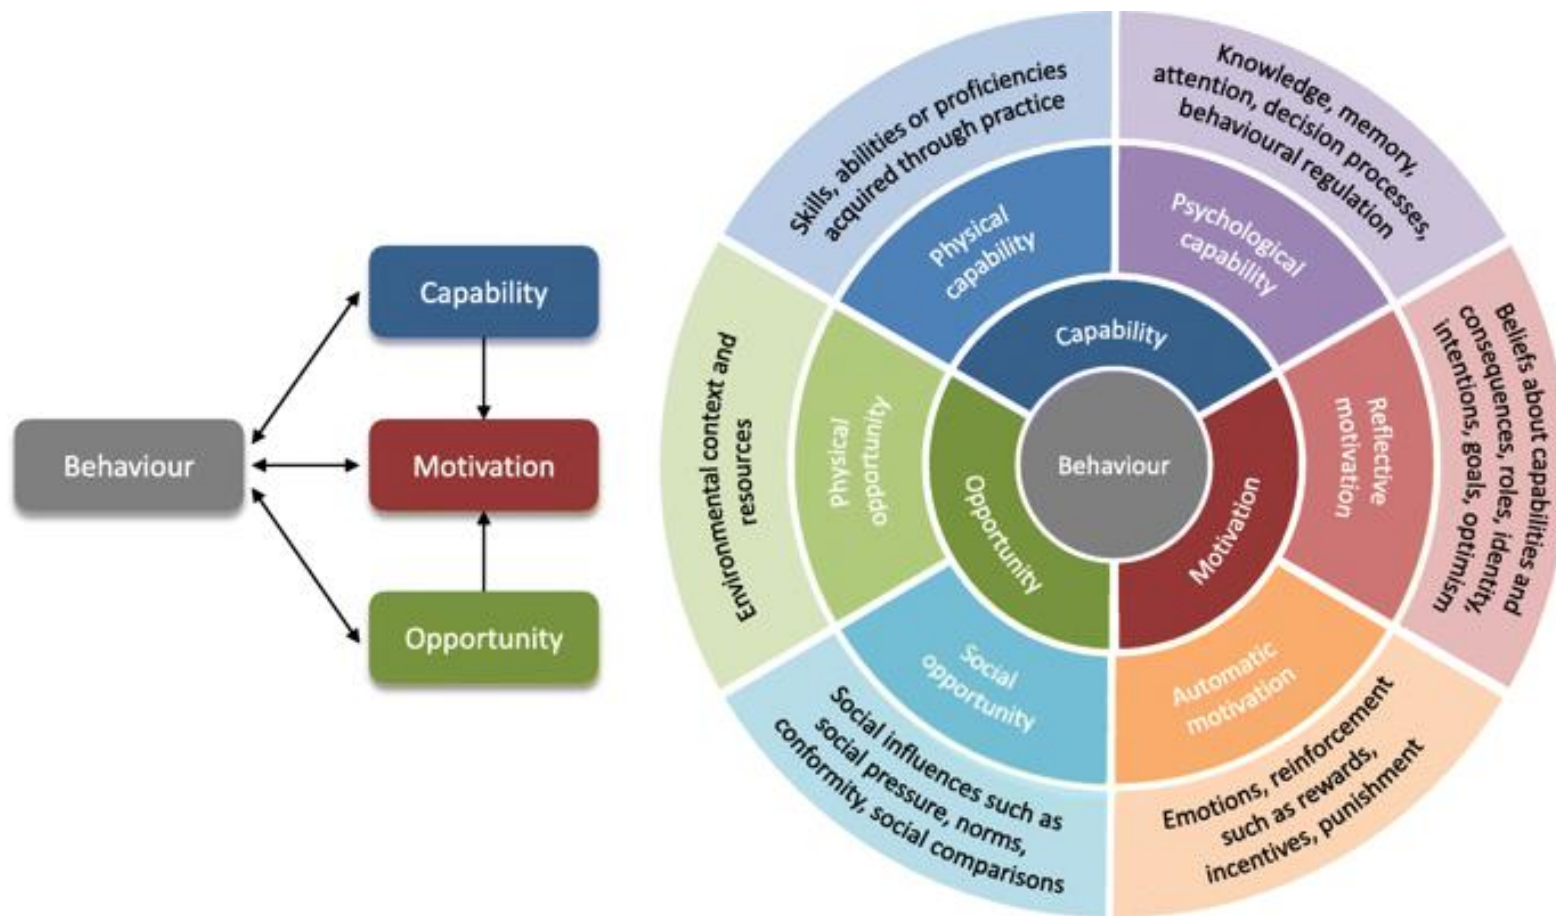 Capability
Motivation
Behaviour
Opportunity
Skills, abilities or proficiencies
acquired through practice
Knowledge, memory,
attention, decision processes,
behavioural regulation
Physical
capability
Psychological
capability
Capability
Environmental context and
resources
Physical
opportunity
Opportunity
Behaviour
Motivation
Reflective
motivation
Beliefs about capabilities and
consequences, roles, identity,
intentions, goals, optimism
Social
opportunity
Automatic
motivation
Social influences such as
social pressure, norms,
conformity, social comparisons
Emotions, reinforcement
such as rewards,
incentives, punishment